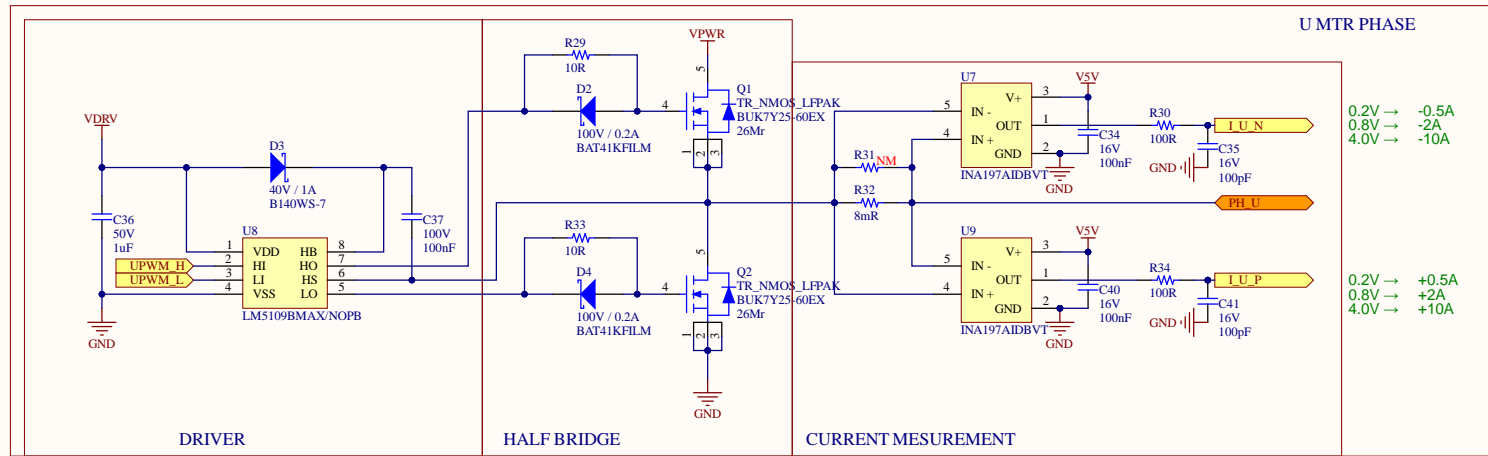 U MTR PHASE
VDRV
D3
40V / 1A
B140WS-7
C36
50V
1uF
C37
100V
100nF
U8
1 VDD HB 8
2 HI HO 7
3 LI HS 6
4 VSS LO 5
LM5109BMAX/NOPB
UPWM_H
UPWM_L
GND
DRIVER
R29
10R
D2
100V / 0.2A
BAT41KFILM
VPWR
5
4
Q1
TR_NMOS_LFPAK
BUK7Y25-60EX
26Mr
1 2 3
R33
10R
D4
100V / 0.2A
BAT41KFILM
5
4
Q2
TR_NMOS_LFPAK
BUK7Y25-60EX
26Mr
1 2 3
GND
HALF BRIDGE
U7
V+ 3
5 IN -
OUT 1
4 IN +
GND 2
INA197AIDBVT
V5V
C34
16V
100nF
GND
R30
100R
I_U_N
C35
16V
100pF
GND
R31
NM
R32
8mR
PH_U
U9
V+ 3
5 IN -
OUT 1
4 IN +
GND 2
INA197AIDBVT
V5V
C40
16V
100nF
GND
R34
100R
I_U_P
C41
16V
100pF
GND
CURRENT MESUREMENT
0.2V → -0.5A
0.8V → -2A
4.0V → -10A
0.2V → +0.5A
0.8V → +2A
4.0V → +10A